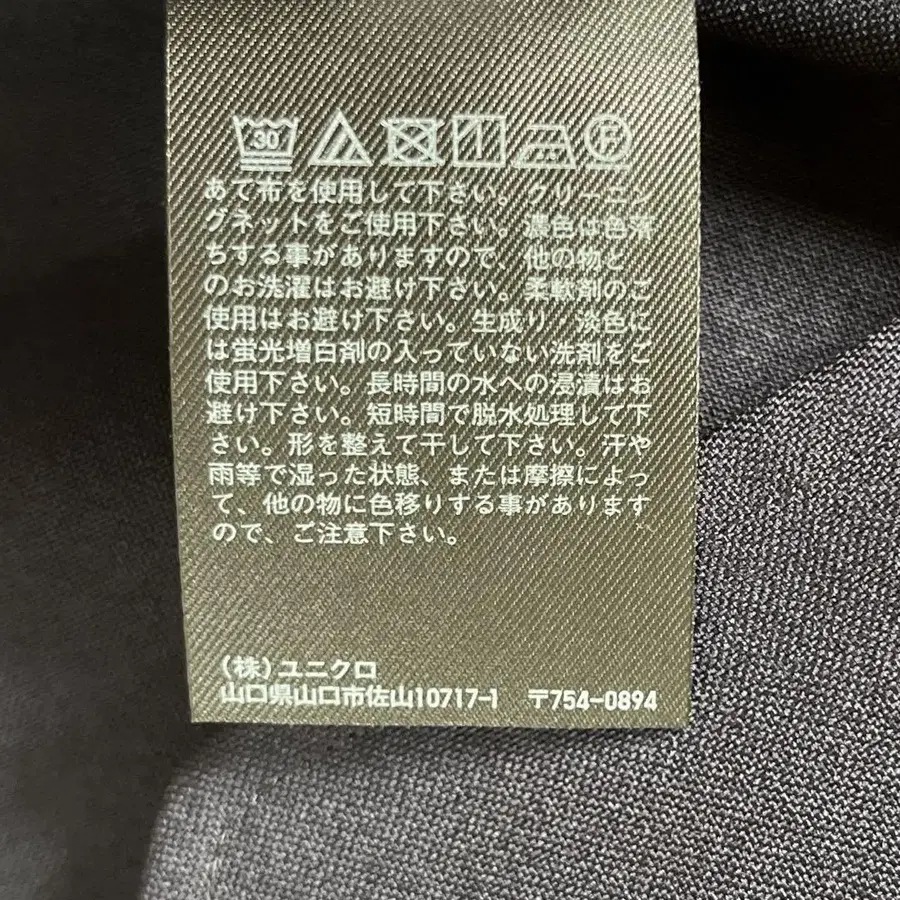 30
F
あて布を使用して下さい。クリーニン
グネットをご使用下さい。濃色は色落
ちする事がありますので、他の物と
のお洗濯はお避け下さい。柔軟剤のご
使用はお避け下さい。生成り／淡色に
は蛍光増白剤の入っていない洗剤をご
使用下さい。長時間の水への浸漬はお
避け下さい。短時間で脱水処理して下
さい。形を整えて干して下さい。汗や
雨等で湿った状態、または摩擦によっ
て、他の物に色移りする事があります
ので、ご注意下さい。
(株)ユニクロ
山口県山口市佐山10717-1 〒754-0894